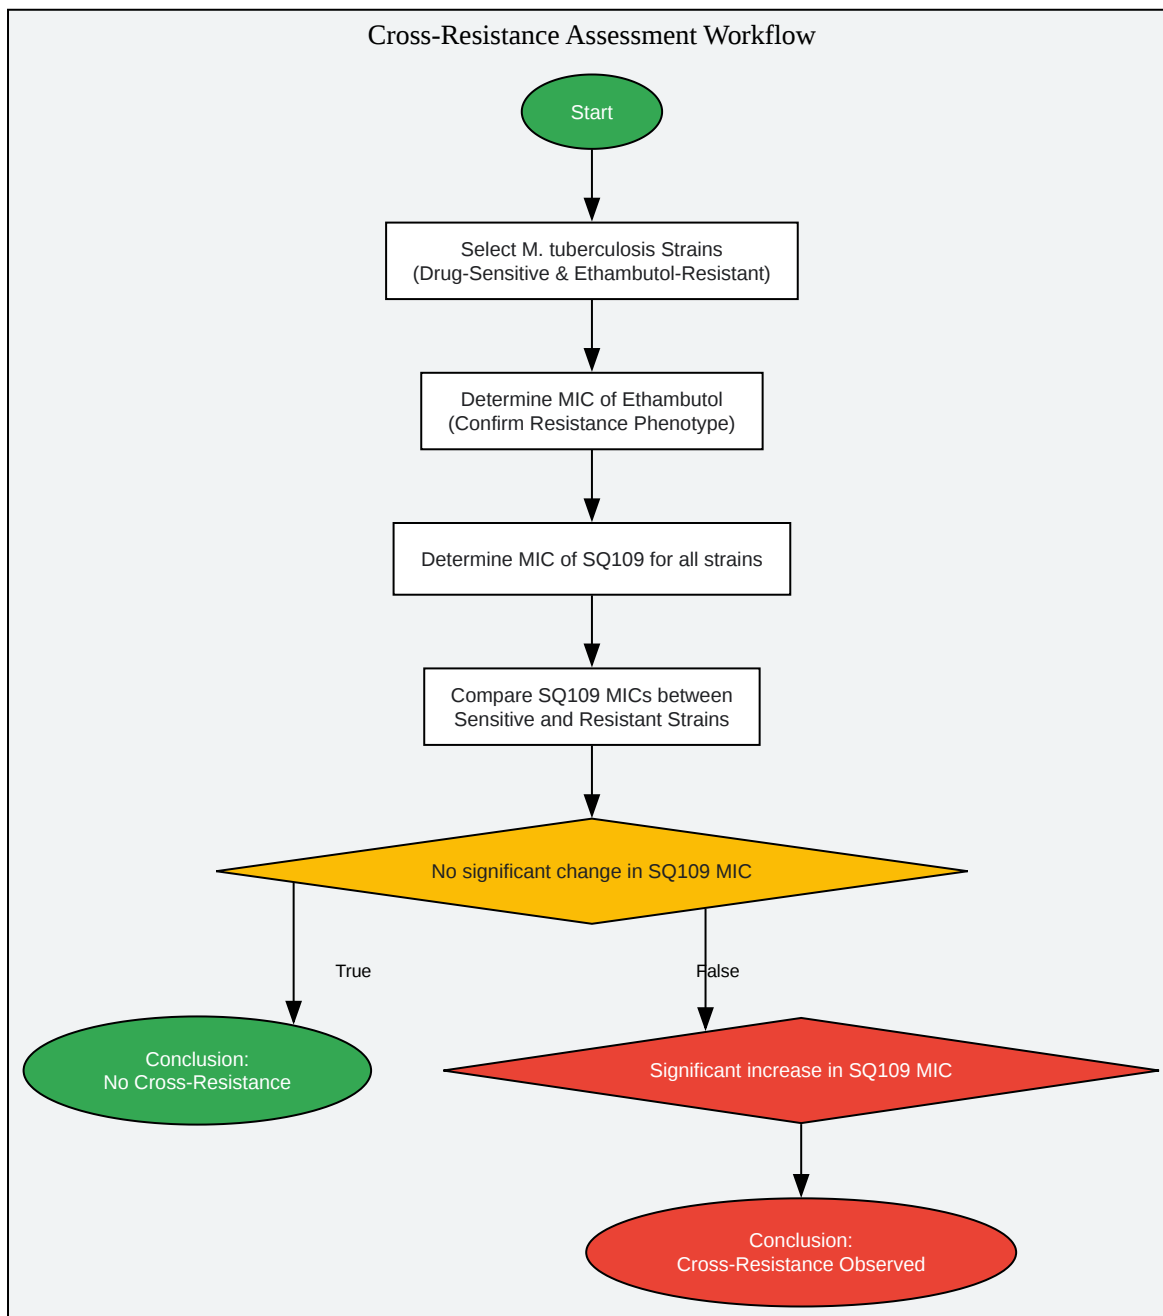 Cross-Resistance Assessment Workflow
Start
Select M. tuberculosis Strains
(Drug-Sensitive & Ethambutol-Resistant)
Determine MIC of Ethambutol
(Confirm Resistance Phenotype)
Determine MIC of SQ109 for all strains
Compare SQ109 MICs between
Sensitive and Resistant Strains
No significant change in SQ109 MIC
True
False
Conclusion:
No Cross-Resistance
Significant increase in SQ109 MIC
Conclusion:
Cross-Resistance Observed